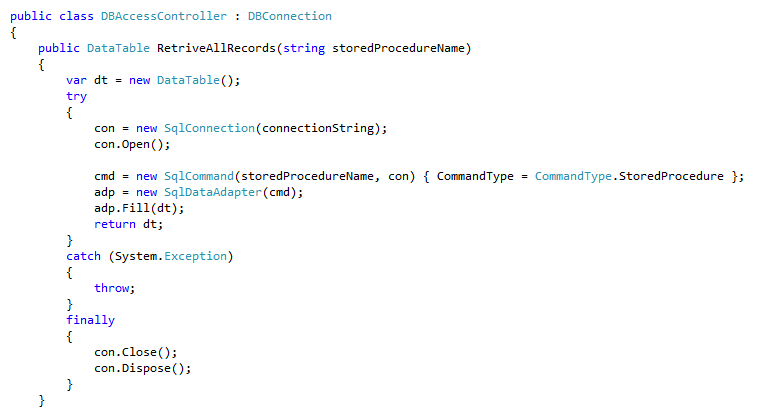 public class DBAccessController : DBConnection
{
    public DataTable RetriveAllRecords(string storedProcedureName)
    {
        var dt = new DataTable();
        try
        {
            con = new SqlConnection(connectionString);
            con.Open();

            cmd = new SqlCommand(storedProcedureName, con) { CommandType = CommandType.StoredProcedure };
            adp = new SqlDataAdapter(cmd);
            adp.Fill(dt);
            return dt;
        }
        catch (System.Exception)
        {
            throw;
        }
        finally
        {
            con.Close();
            con.Dispose();
        }
    }